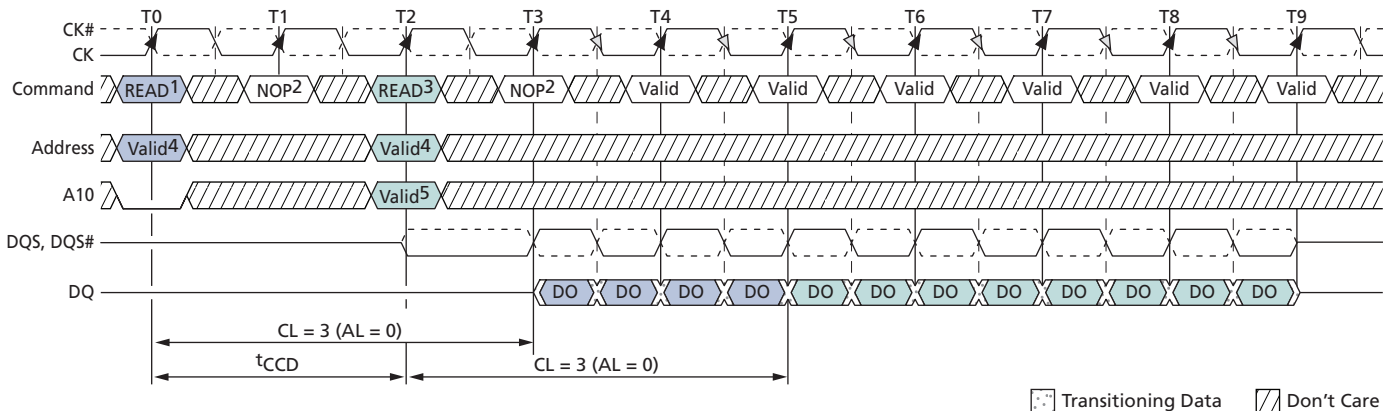 T0 T1 T2 T3 T4 T5 T6 T7 T8 T9
CK#
CK
Command READ1 NOP2 READ3 NOP2 Valid Valid Valid Valid Valid Valid
Address Valid4 Valid4
A10 Valid5
DQS, DQS#
DQ DO DO DO DO DO DO DO DO DO DO DO DO
CL = 3 (AL = 0)
tCCD CL = 3 (AL = 0)
Transitioning Data Don't Care